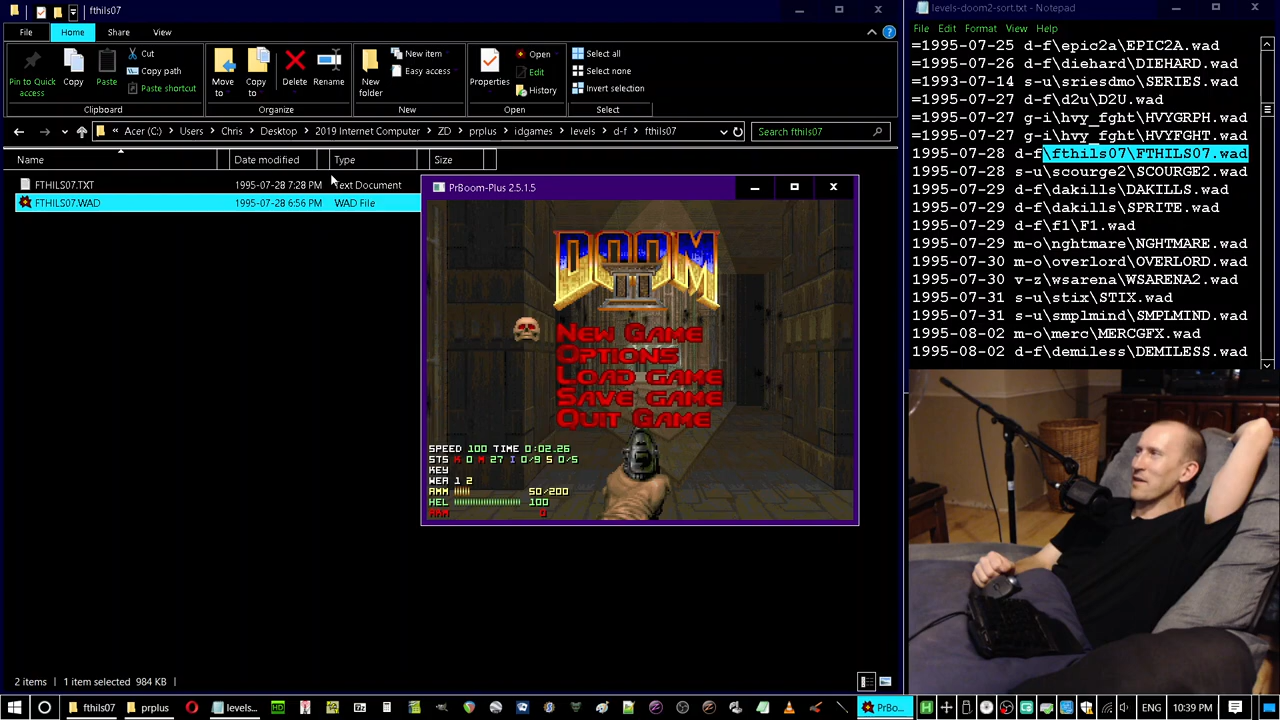 fthils07
File
Home
Share
View
Pin to Quick access
Copy
Paste
Cut
Copy path
Paste shortcut
Clipboard
Move to
Copy to
Delete
Rename
Organize
New folder
New item
Easy access
New
Properties
Open
Edit
History
Open
Select all
Select none
Invert selection
Select
« Acer (C:) › Users › Chris › Desktop › 2019 Internet Computer › ZD › prplus › idgames › levels › d-f › fthils07
Search fthils07
Name
Date modified
Type
Size
FTHILS07.TXT 1995-07-28 7:28 PM Text Document
FTHILS07.WAD 1995-07-28 6:56 PM WAD File
PrBoom-Plus 2.5.1.5
DOOM
II
New Game
Options
Load Game
Save Game
Quit Game
SPEED 100 TIME 0:02.26
STS K 0 M 27 I 0/9 S 0/5
KEY
WEA 1 2
AMM 50/200
HEL 100
ARM 0
levels-doom2-sort.txt - Notepad
File Edit Format View Help
=1995-07-25 d-f\epic2a\EPIC2A.wad
=1995-07-26 d-f\diehard\DIEHARD.wad
=1993-07-14 s-u\sriesdmo\SERIES.wad
=1995-07-27 d-f\d2u\D2U.wad
=1995-07-27 g-i\hvy_fght\HVYGRPH.wad
=1995-07-27 g-i\hvy_fght\HVYFGHT.wad
1995-07-28 d-f\fthils07\FTHILS07.wad
1995-07-28 s-u\scourge2\SCOURGE2.wad
1995-07-29 d-f\dakills\DAKILLS.wad
1995-07-29 d-f\dakills\SPRITE.wad
1995-07-29 d-f\f1\F1.wad
1995-07-29 m-o\nghtmare\NGHTMARE.wad
1995-07-30 m-o\overlord\OVERLORD.wad
1995-07-30 v-z\wsarena\WSARENA2.wad
1995-07-31 s-u\stix\STIX.wad
1995-07-31 s-u\smplmind\SMPLMIND.wad
1995-08-02 m-o\merc\MERCGFX.wad
1995-08-02 d-f\demiless\DEMILESS.wad
2 items
1 item selected 984 KB
fthils07
prplus
levels...
HD
PrBo...
ENG
10:39 PM